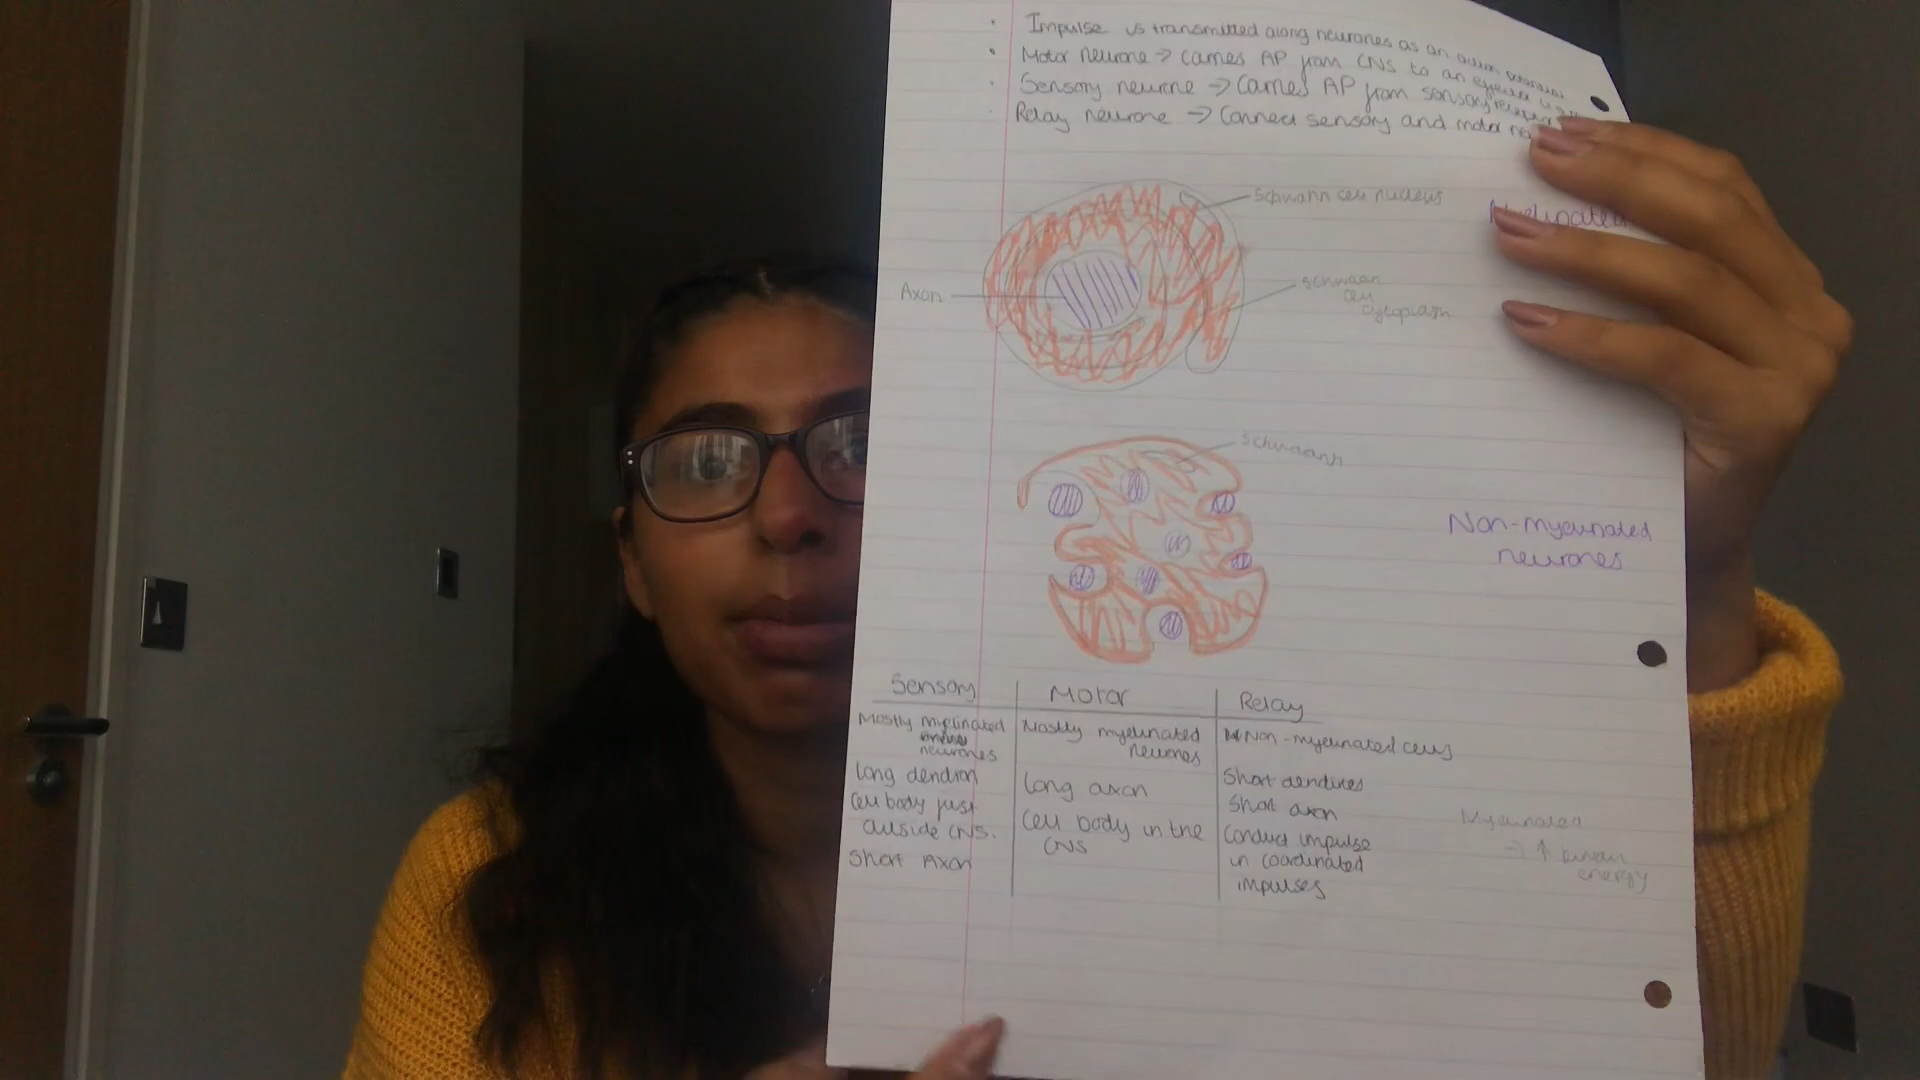 Impulse is transmitted along neurones as an action potential
Motor neurone → carries AP from CNS to an effector
Sensory neurone → carries AP from sensory receptor
Relay neurone → Connect sensory and motor
Schwann cell nucleus
Myelinated
Axon
Schwaan
cell
cytoplasm
Schwaans
Non-myelinated
neurones
Sensory
Motor
Relay
Mostly myelinated
neurones
Long dendron
Cell body just
outside CNS.
Short Axon
Mostly myelinated
neurones
Long axon
Cell body in the
CNS
Non-myelinated cells
Short dendrites
Short axon
Conduct impulse
in coordinated
impulses
Myelinated
→ ↑
energy